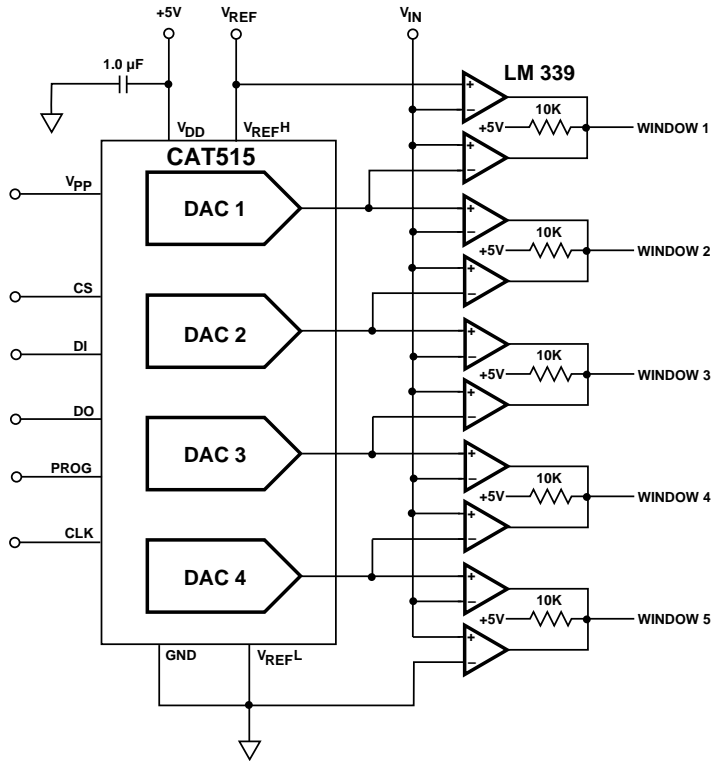 +5V
VREF
VIN
1.0 µF
LM 339
+
−
10K
+5V
WINDOW 1
VDD
VREFH
CAT515
+
−
VPP
DAC 1
+
−
10K
+5V
WINDOW 2
+
−
CS
DAC 2
+
−
DI
10K
+5V
WINDOW 3
+
−
DO
DAC 3
+
−
PROG
10K
+5V
WINDOW 4
+
−
CLK
DAC 4
+
−
10K
+5V
WINDOW 5
+
−
GND
VREFL